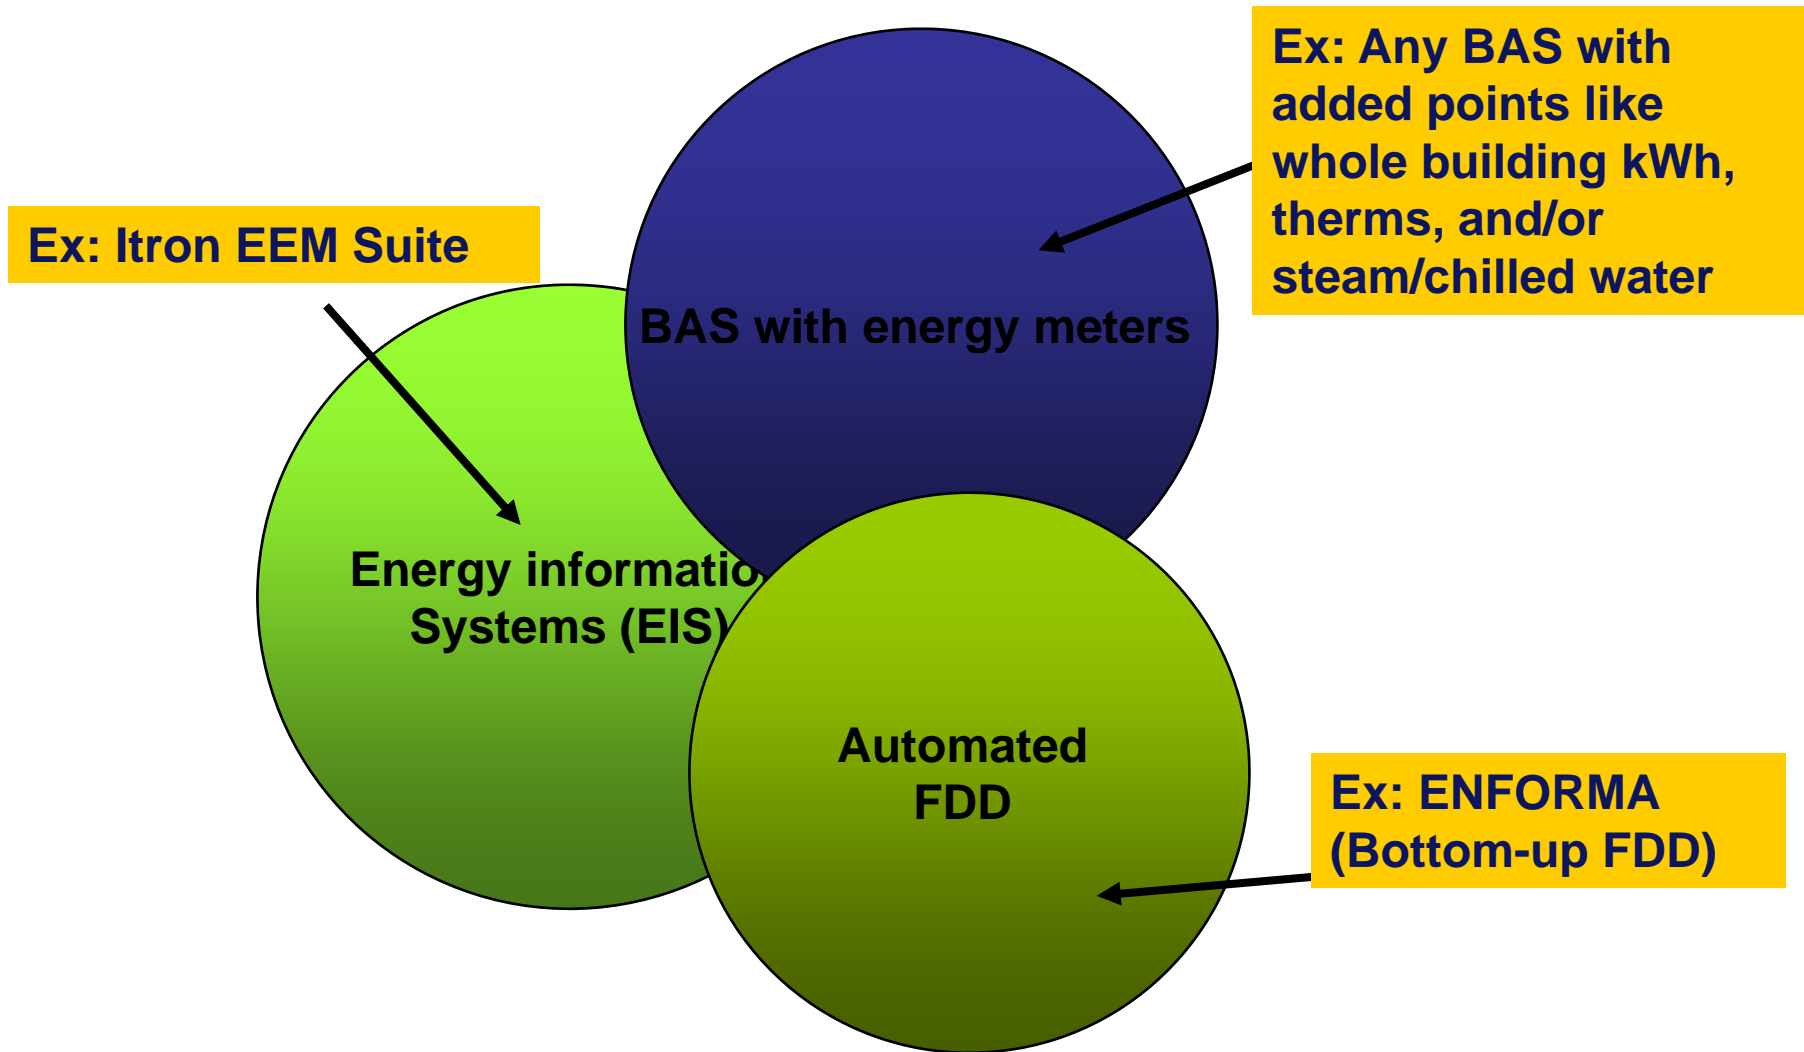 Ex: Any BAS with
added points like
whole building kWh,
therms, and/or
steam/chilled water
Ex: Itron EEM Suite
BAS with energy meters
Energy informatio
Systems (EIS)
Automated
FDD
Ex: ENFORMA
(Bottom-up FDD)